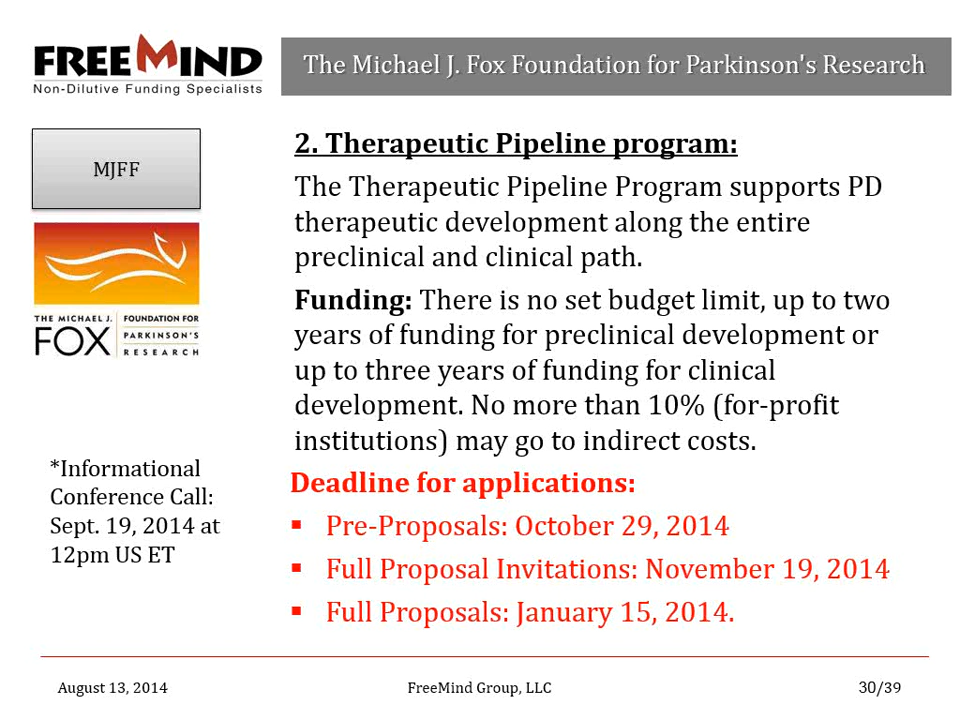 FREEMIND
Non-Dilutive Funding Specialists
The Michael J. Fox Foundation for Parkinson's Research
MJFF
THE MICHAEL J.
FOX
FOUNDATION FOR
PARKINSON'S
RESEARCH
*Informational
Conference Call:
Sept. 19, 2014 at
12pm US ET
2. Therapeutic Pipeline program:
The Therapeutic Pipeline Program supports PD
therapeutic development along the entire
preclinical and clinical path.
Funding: There is no set budget limit, up to two
years of funding for preclinical development or
up to three years of funding for clinical
development. No more than 10% (for-profit
institutions) may go to indirect costs.
Deadline for applications:
▪ Pre-Proposals: October 29, 2014
▪ Full Proposal Invitations: November 19, 2014
▪ Full Proposals: January 15, 2014.
August 13, 2014
FreeMind Group, LLC
30/39